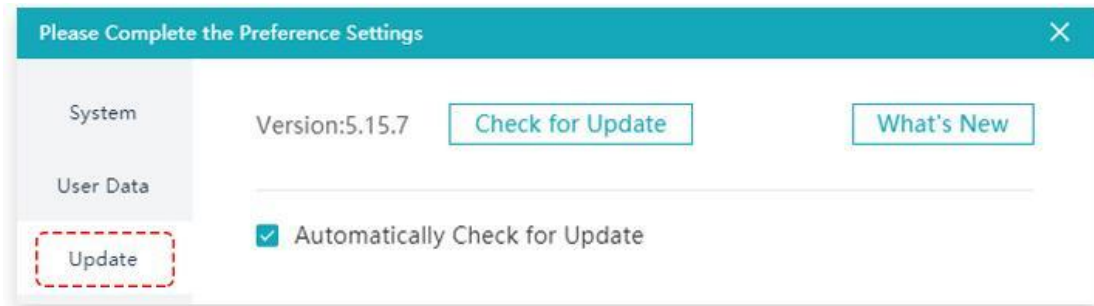 Please Complete the Preference Settings
System
Version:5.15.7 Check for Update What's New
User Data
Automatically Check for Update
Update